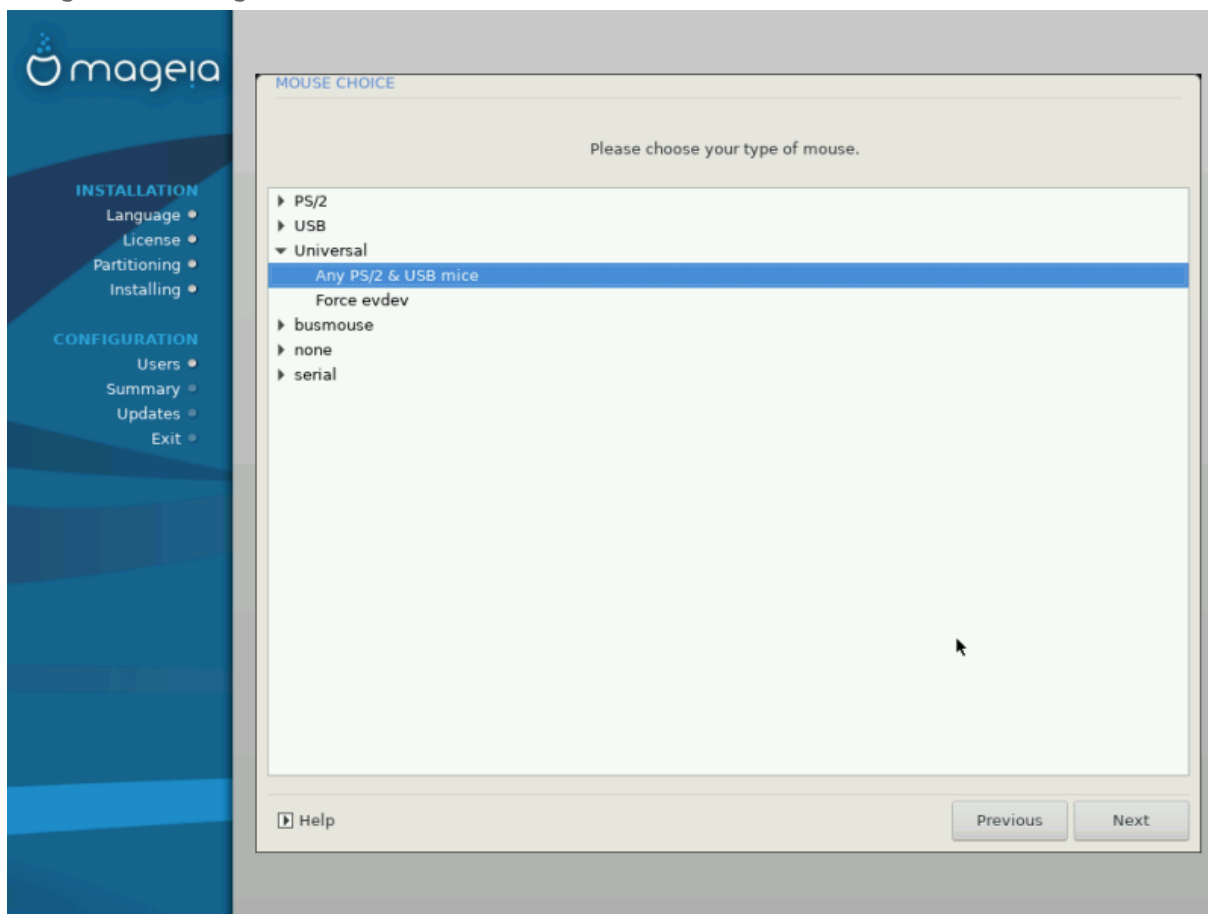 mageia
INSTALLATION
Language
License
Partitioning
Installing
CONFIGURATION
Users
Summary
Updates
Exit
MOUSE CHOICE
Please choose your type of mouse.
PS/2
USB
Universal
Any PS/2 & USB mice
Force evdev
busmouse
none
serial
Help
Previous
Next